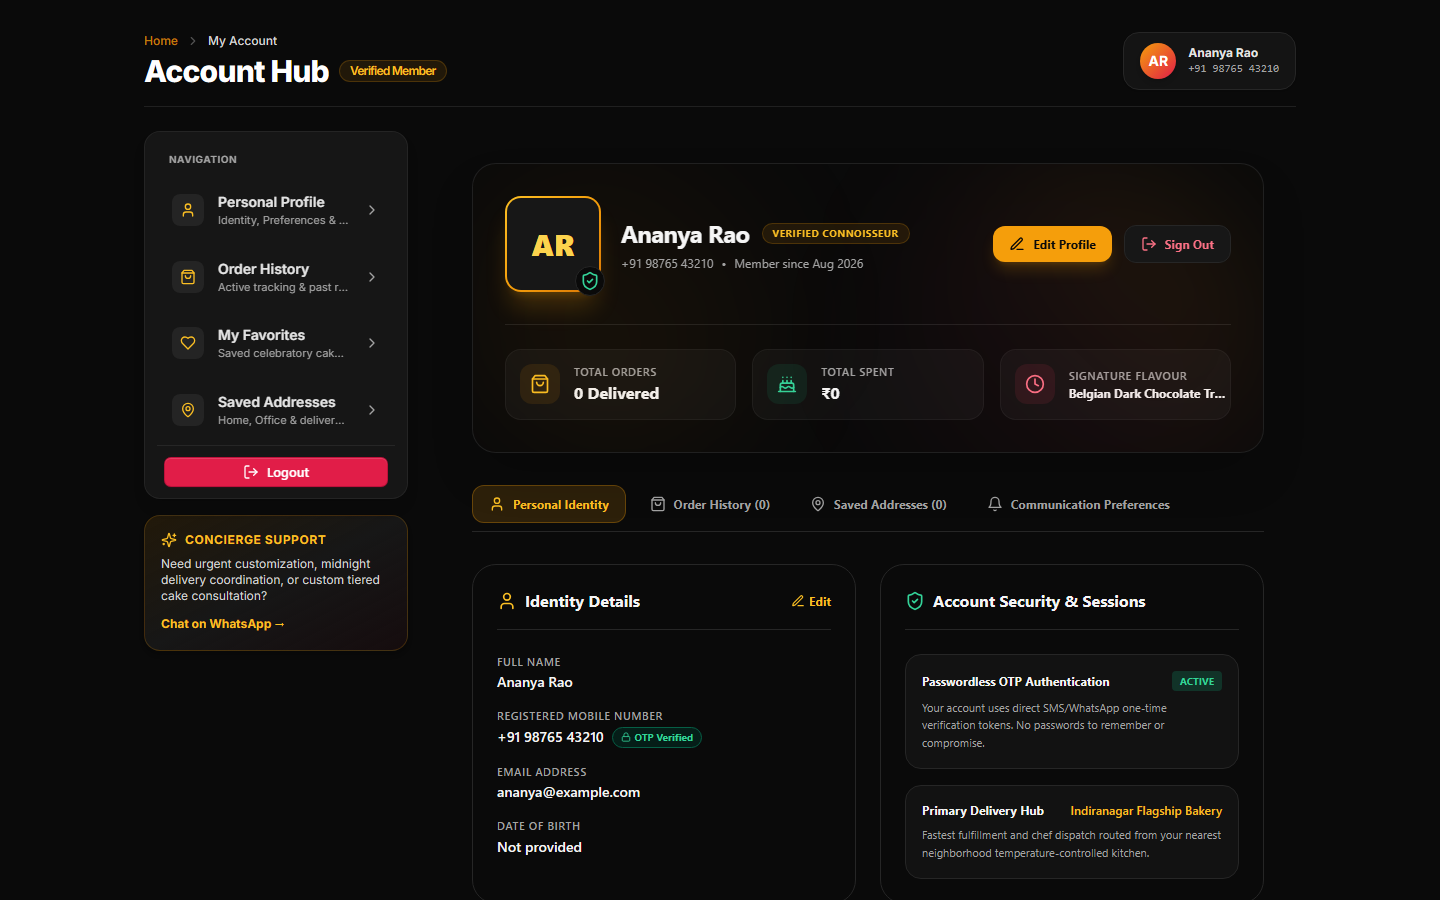 Home > My Account
Account Hub
Verified Member
AR
Ananya Rao
+91 98765 43210
NAVIGATION
Personal Profile
Identity, Preferences & ...
Order History
Active tracking & past r...
My Favorites
Saved celebratory cak...
Saved Addresses
Home, Office & deliver...
Logout
CONCIERGE SUPPORT
Need urgent customization, midnight
delivery coordination, or custom tiered
cake consultation?
Chat on WhatsApp →
AR
Ananya Rao
VERIFIED CONNOISSEUR
+91 98765 43210 • Member since Aug 2026
Edit Profile
Sign Out
TOTAL ORDERS
0 Delivered
TOTAL SPENT
₹0
SIGNATURE FLAVOUR
Belgian Dark Chocolate Tr...
Personal Identity
Order History (0)
Saved Addresses (0)
Communication Preferences
Identity Details
Edit
FULL NAME
Ananya Rao
REGISTERED MOBILE NUMBER
+91 98765 43210
OTP Verified
EMAIL ADDRESS
ananya@example.com
DATE OF BIRTH
Not provided
Account Security & Sessions
Passwordless OTP Authentication
ACTIVE
Your account uses direct SMS/WhatsApp one-time
verification tokens. No passwords to remember or
compromise.
Primary Delivery Hub
Indiranagar Flagship Bakery
Fastest fulfillment and chef dispatch routed from your nearest
neighborhood temperature-controlled kitchen.